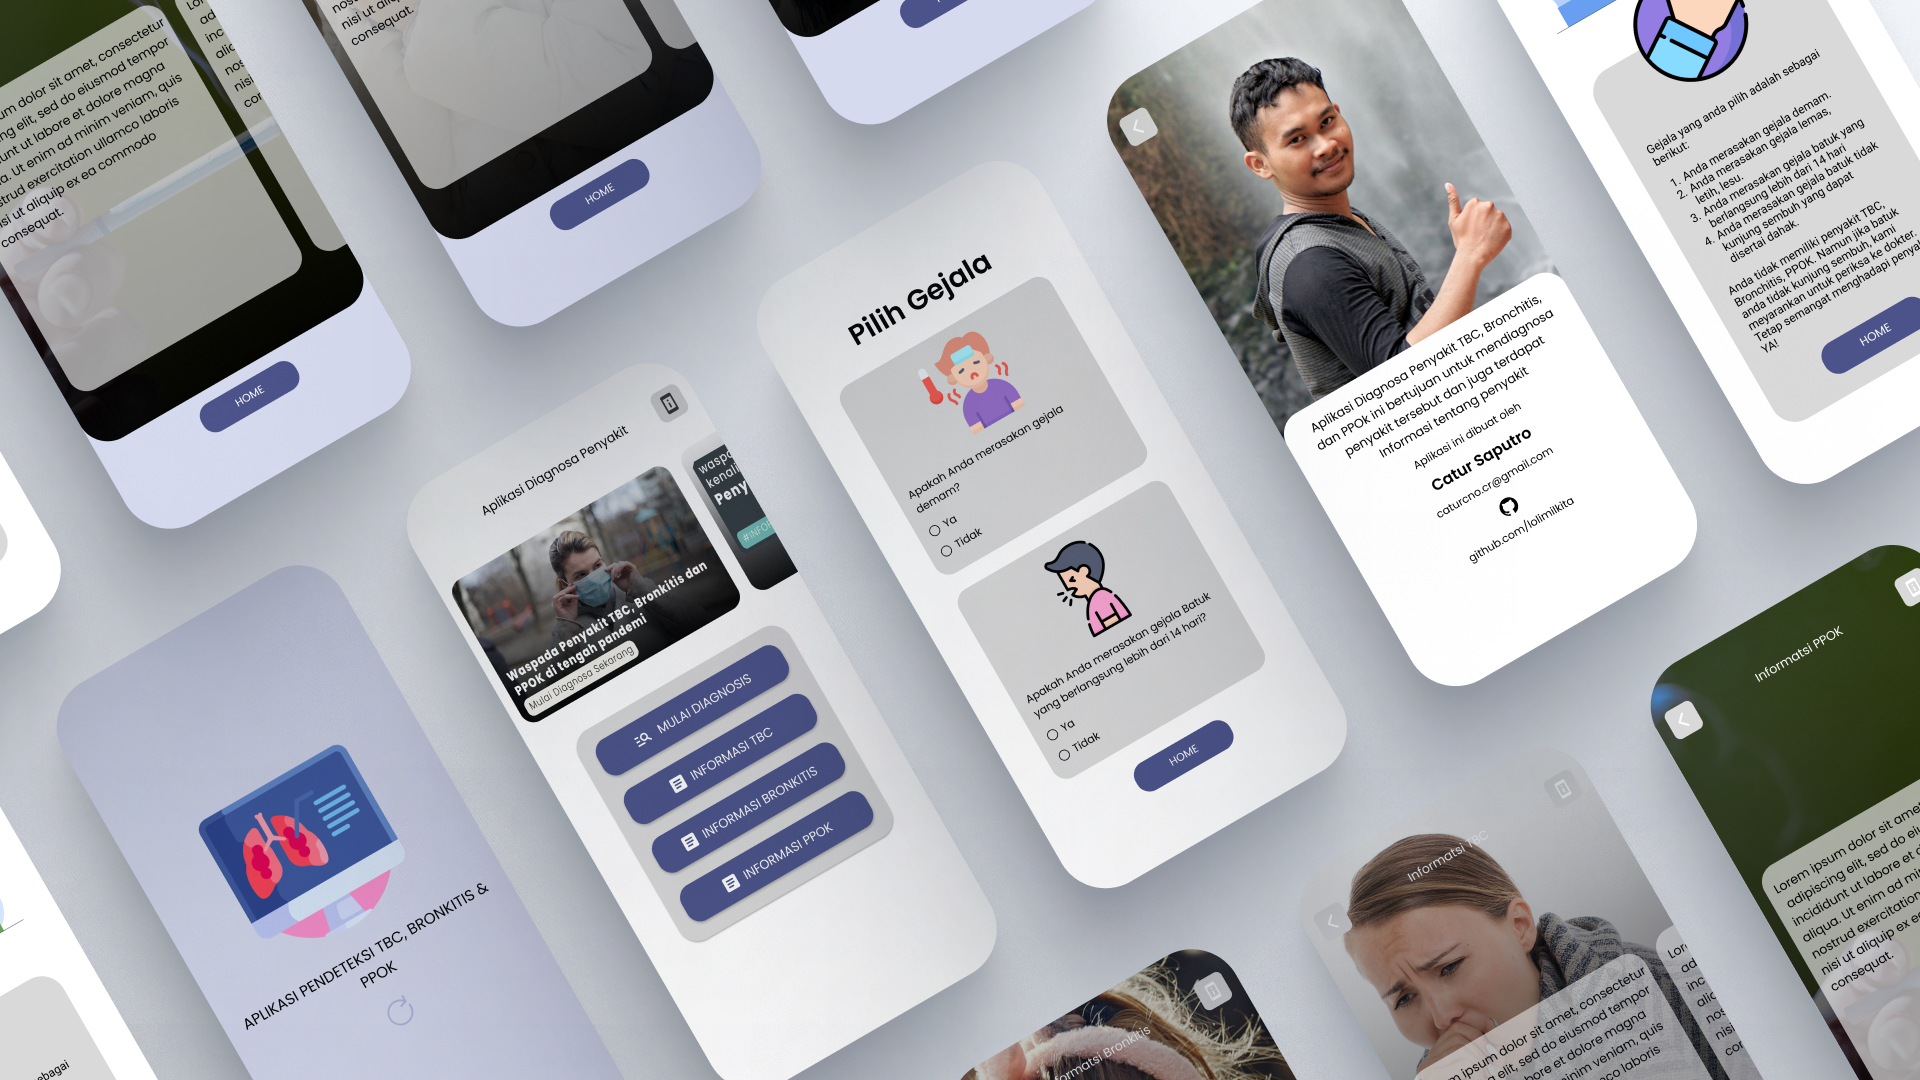 um dolor sit amet, consectetur
ng elit, sed do eiusmod tempor
unt ut labore et dolore magna
a. Ut enim ad minim veniam, quis
strud exercitation ullamco laboris
nisi ut aliquip ex ea commodo
consequat.
HOME
nisi ut aliquip
consequat.
HOME
Aplikasi Diagnosa Penyakit TBC, Bronchitis,
dan PPOk ini bertujuan untuk mendiagnosa
penyakit tersebut dan juga terdapat
Informasi tentang penyakit
Aplikasi ini dibuat oleh
Catur Saputro
caturcno.cr@gmail.com
github.com/lolimilkita
Gejala yang anda pilih adalah sebagai
berikut:
1. Anda merasakan gejala demam.
2. Anda merasakan gejala lemas,
letih, lesu.
3. Anda merasakan gejala batuk yang
berlangsung lebih dari 14 hari
4. Anda merasakan gejala batuk tidak
kunjung sembuh yang dapat
disertai dahak.
Anda tidak memiliki penyakit TBC,
Bronchitis, PPOK. Namun jika batuk
anda tidak kunjung sembuh, kami
meyarankan untuk periksa ke dokter.
Tetap semangat menghadapi penya
YA!
HOME
Pilih Gejala
Apakah Anda merasakan gejala
demam?
Ya
Tidak
Apakah Anda merasakan gejala Batuk
yang berlangsung lebih dari 14 hari?
Ya
Tidak
HOME
Aplikasi Diagnosa Penyakit
Waspada Penyakit TBC, Bronkitis dan
PPOK di tengah pandemi
Mulai Diagnosa Sekarang
waspa
kenali
Peny
#INFOR
MULAI DIAGNOSIS
INFORMASI TBC
INFORMASI BRONKITIS
INFORMASI PPOK
APLIKASI PENDETEKSI TBC, BRONKITIS &
PPOK
ebagai
Informatsi PPOK
Lorem ipsum dolor sit amet
adipiscing elit, sed do eiu
incididunt ut labore et d
aliqua. Ut enim ad mi
nostrud exercitation
nisi ut aliquip ex e
consequat.
Informatsi TBC
ipsum dolor sit amet, consectetur
elit, sed do eiusmod tempor
ore et dolore magna
minim veniam, quis
co laboris
formatsi Bronkitis